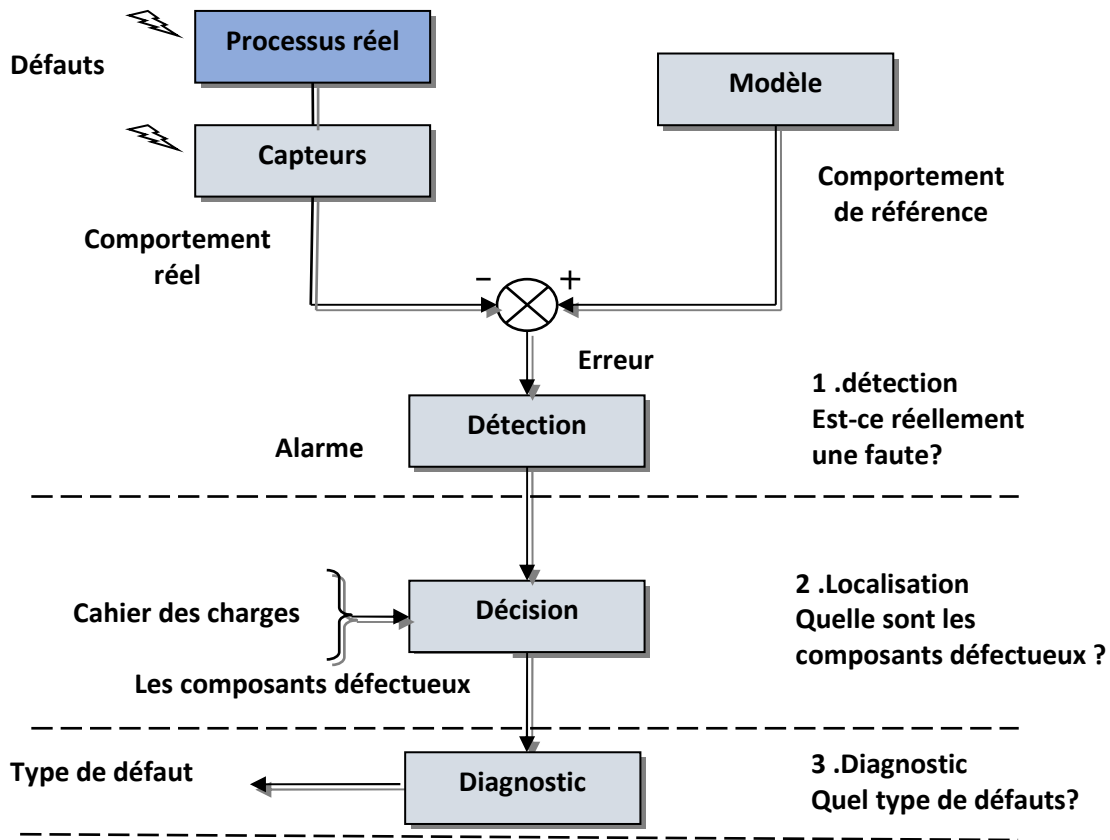 Processus réel
Défauts
Modèle
Capteurs
Comportement
de référence
Comportement
réel
- +
Erreur
1 .détection
Est-ce réellement
une faute?
Détection
Alarme
2 .Localisation
Quelle sont les
composants défectueux ?
Décision
Cahier des charges
Les composants défectueux
3 .Diagnostic
Quel type de défauts?
Type de défaut
Diagnostic